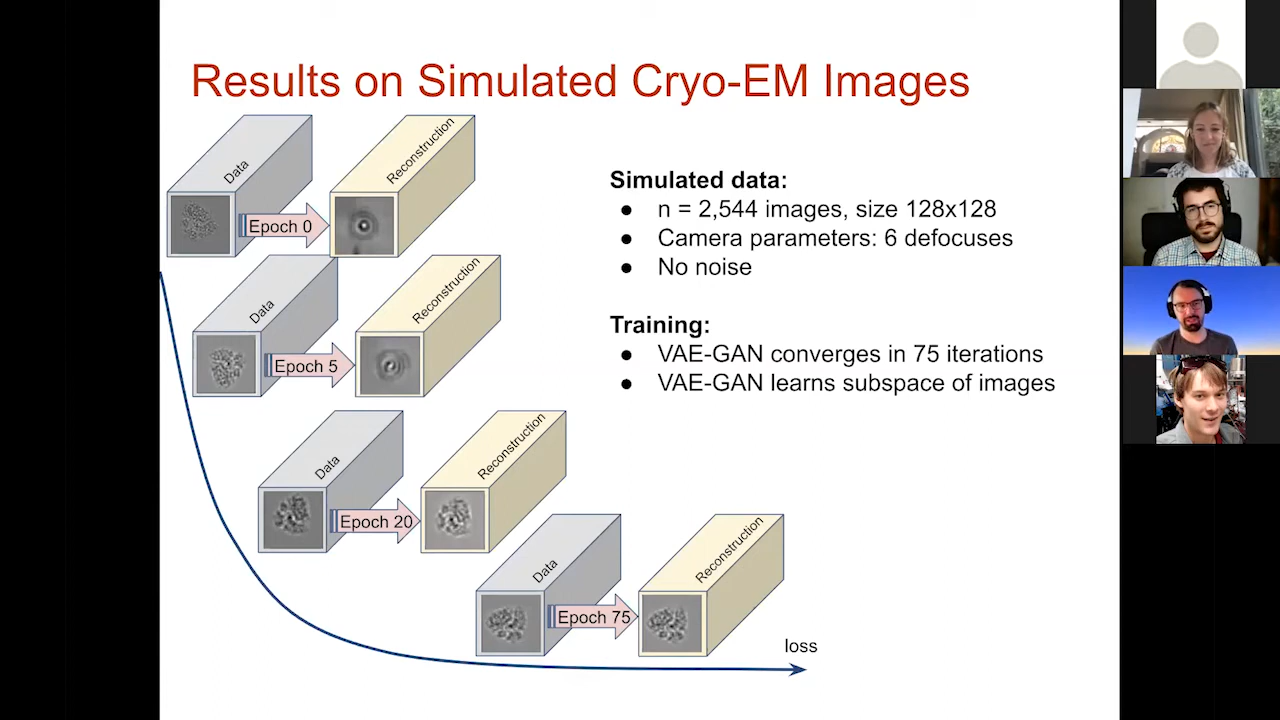 Results on Simulated Cryo-EM Images
Data
Reconstruction
Epoch 0
Data
Reconstruction
Epoch 5
Data
Reconstruction
Epoch 20
Data
Reconstruction
Epoch 75
loss
Simulated data:
● n = 2,544 images, size 128x128
● Camera parameters: 6 defocuses
● No noise
Training:
● VAE-GAN converges in 75 iterations
● VAE-GAN learns subspace of images